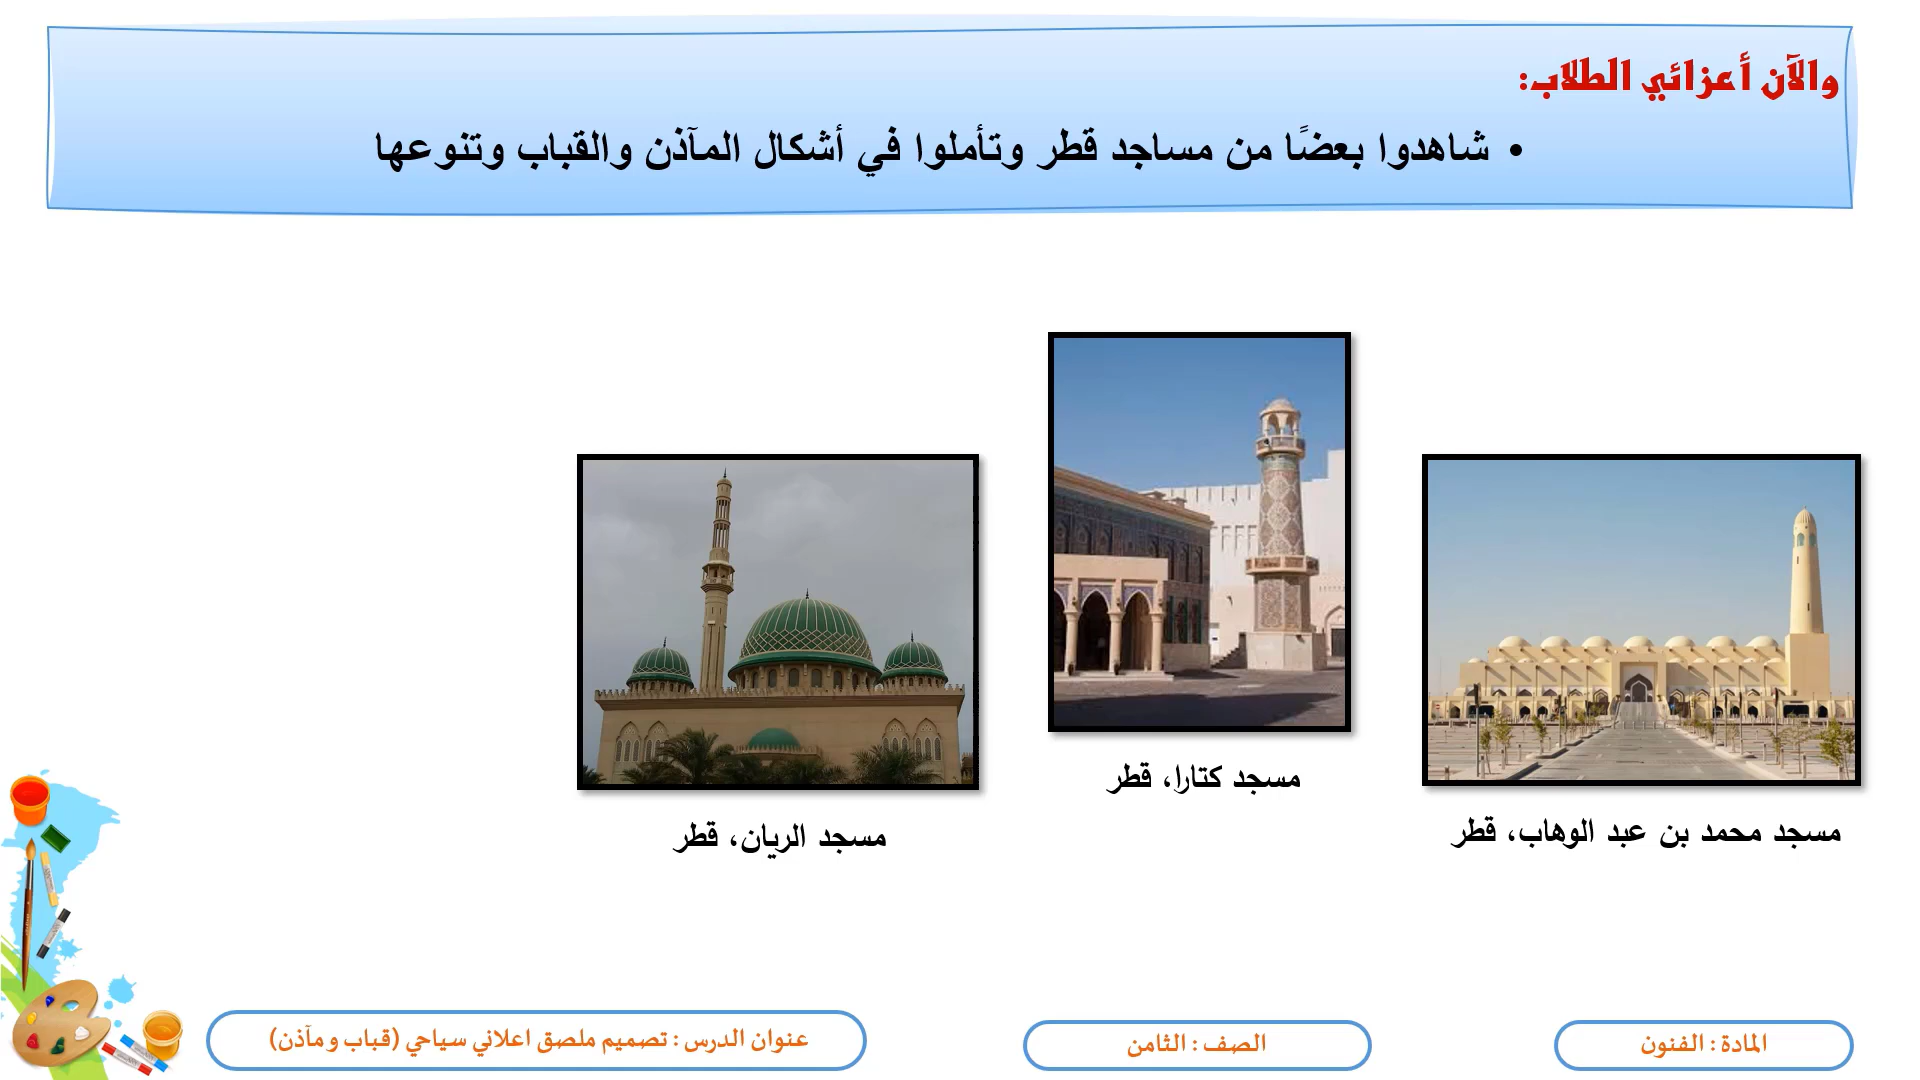 والآن أعزائي الطلاب:
• شاهدوا بعضًا من مساجد قطر وتأملوا في أشكال المآذن والقباب وتنوعها
مسجد محمد بن عبد الوهاب، قطر
مسجد كتارا، قطر
مسجد الريان، قطر
المادة : الفنون
الصف : الثامن
عنوان الدرس : تصميم ملصق اعلاني سياحي (قباب و مآذن)